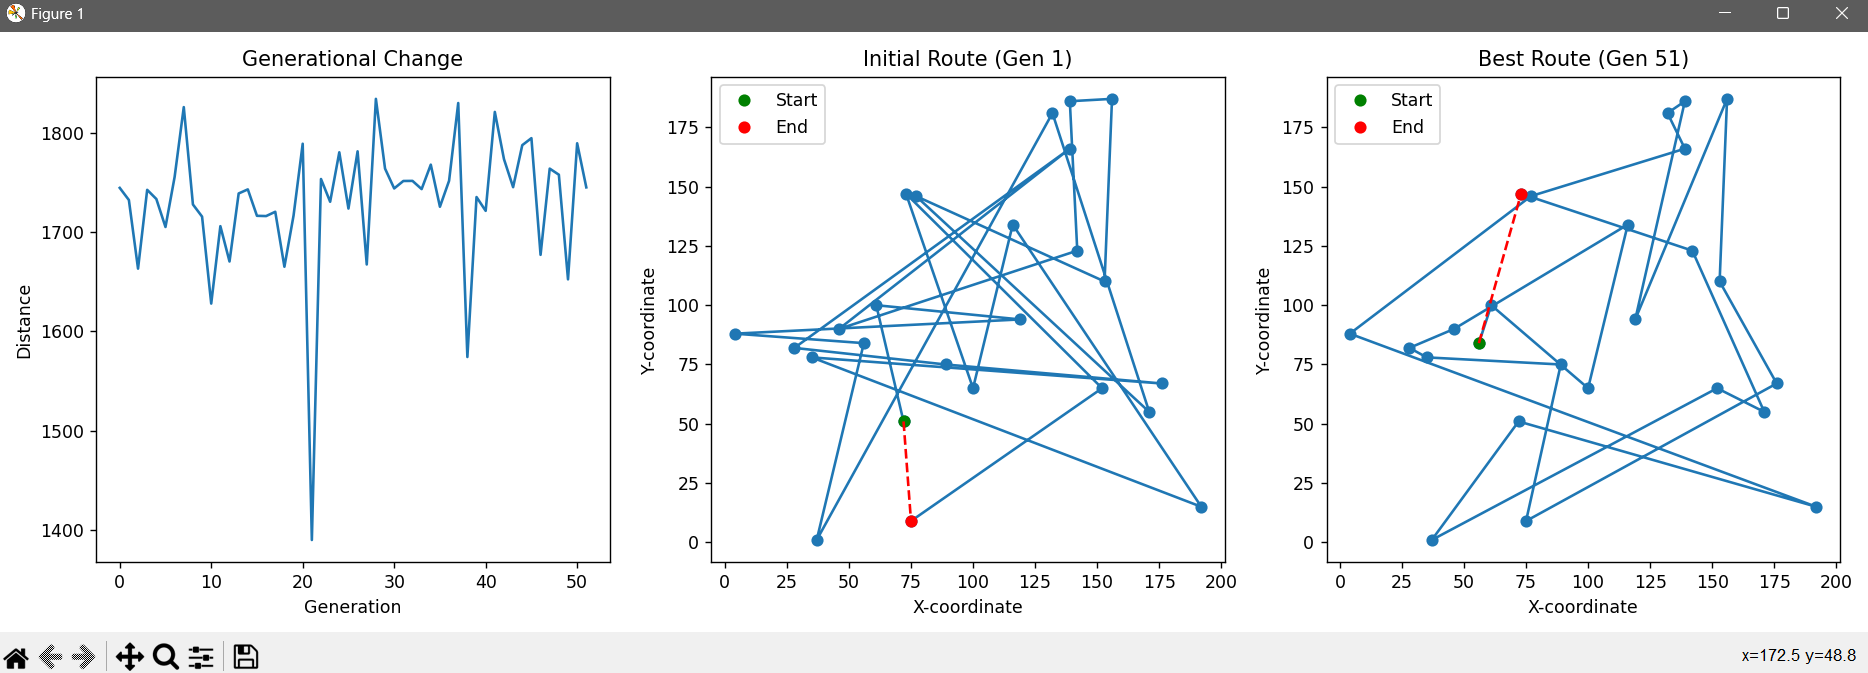 Figure 1
Generational Change
Distance
1800
1700
1600
1500
1400
0 10 20 30 40 50
Generation
Initial Route (Gen 1)
Start
End
Y-coordinate
175
150
125
100
75
50
25
0
0 25 50 75 100 125 150 175 200
X-coordinate
Best Route (Gen 51)
Start
End
Y-coordinate
175
150
125
100
75
50
25
0
0 25 50 75 100 125 150 175 200
X-coordinate
x=172.5 y=48.8